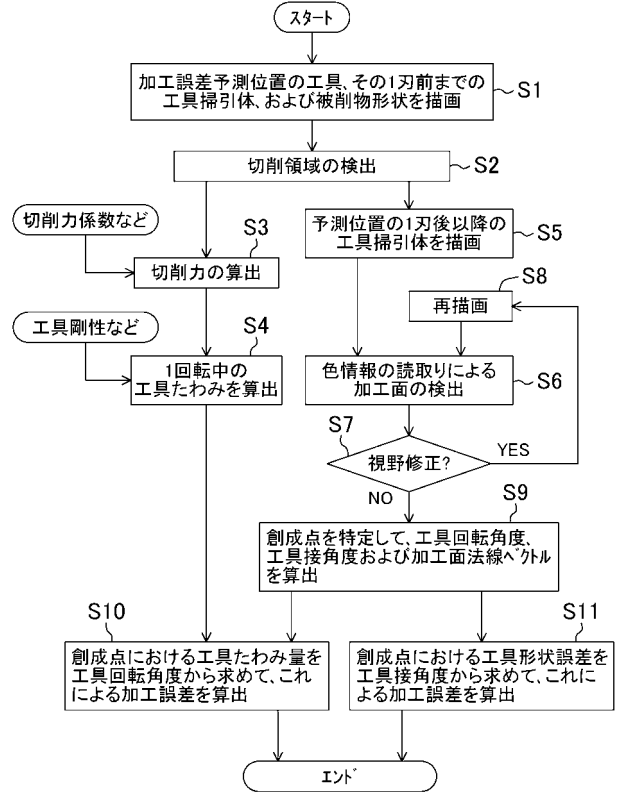 スタート
加工誤差予測位置の工具、その1刃前までの
工具掃引体、および被削物形状を描画
S1
切削領域の検出
S2
切削力係数など
S3
切削力の算出
予測位置の1刃後以降の
工具掃引体を描画
S5
S8
再描画
工具剛性など
S4
1回転中の
工具たわみを算出
色情報の読取りによる
加工面の検出
S6
S7
視野修正?
YES
NO
S9
創成点を特定して、工具回転角度、
工具接角度および加工面法線ベクトル
を算出
S10
創成点における工具たわみ量を
工具回転角度から求めて、これ
による加工誤差を算出
S11
創成点における工具形状誤差を
工具接角度から求めて、これに
よる加工誤差を算出
エンド